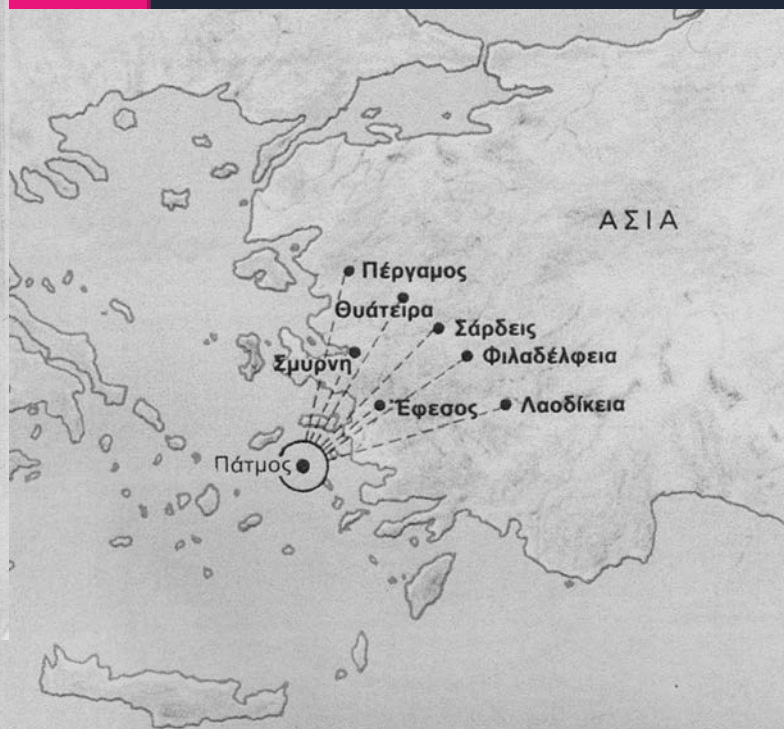 ΑΣΙΑ
Πέργαμος
Θυάτειρα
Σάρδεις
Σμύρνη
Φιλαδέλφεια
Έφεσος
Λαοδίκεια
Πάτμος